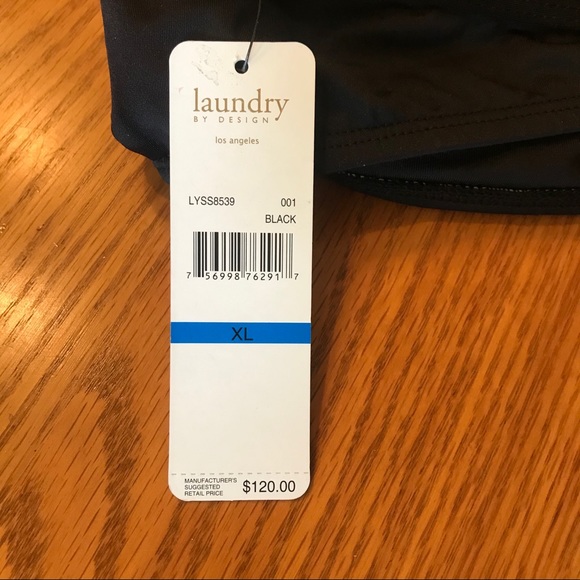 laundry
BY DESIGN
los angeles
LYSS8539 001
BLACK
7 56998 76291 7
XL
MANUFACTURER'S
SUGGESTED
RETAIL PRICE $120.00